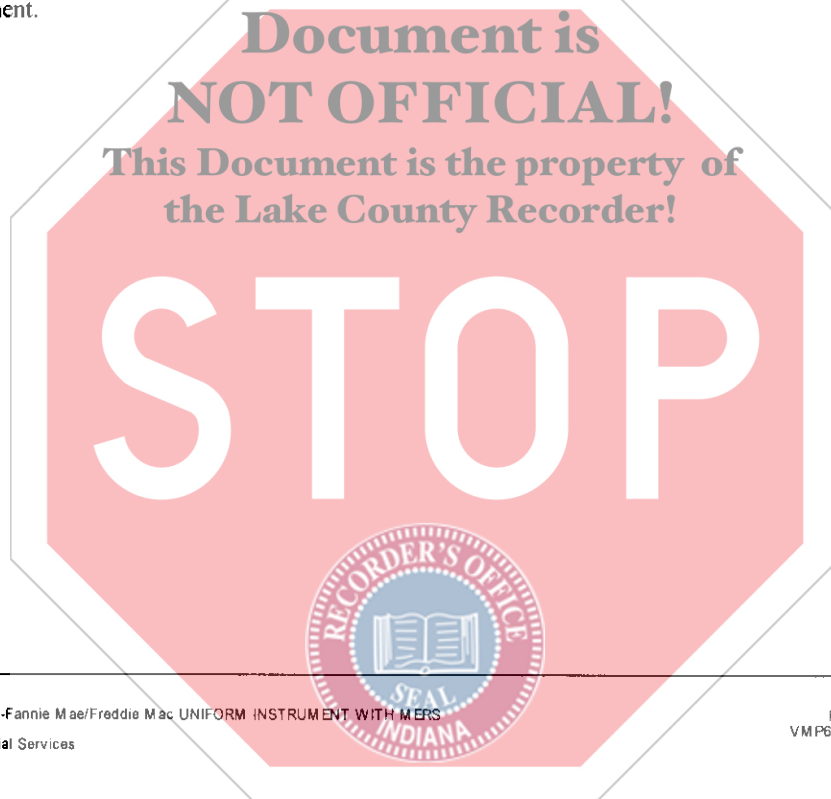 ent.
Document is
NOT OFFICIAL!
This Document is the property of
the Lake County Recorder!
STOP
RECORDER'S OFFICE
SEAL
INDIANA
-Fannie Mae/Freddie Mac UNIFORM INSTRUMENT WITH MERS
VMP6
al Services